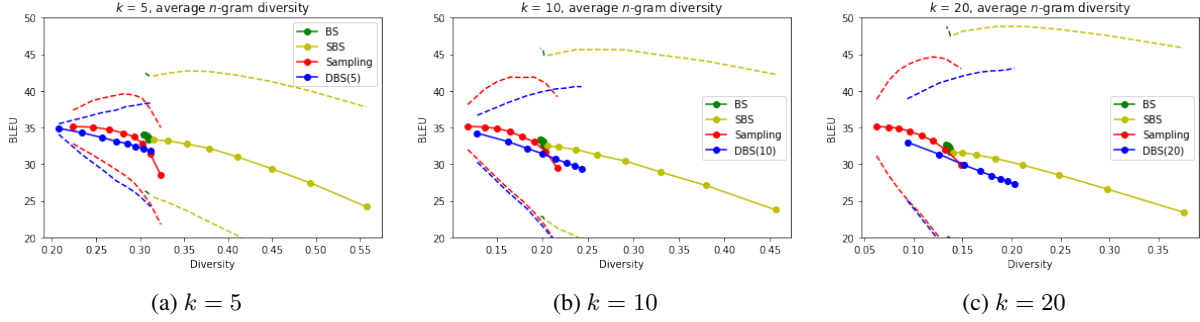 k = 5, average n-gram diversity
50
45
40
35
30
25
20
BLEU
0.20 0.25 0.30 0.35 0.40 0.45 0.50 0.55
Diversity
BS
SBS
Sampling
DBS(5)
(a) k = 5
k = 10, average n-gram diversity
50
45
40
35
30
25
20
BLEU
0.10 0.15 0.20 0.25 0.30 0.35 0.40 0.45
Diversity
BS
SBS
Sampling
DBS(10)
(b) k = 10
k = 20, average n-gram diversity
50
45
40
35
30
25
20
BLEU
0.05 0.10 0.15 0.20 0.25 0.30 0.35
Diversity
BS
SBS
Sampling
DBS(20)
(c) k = 20